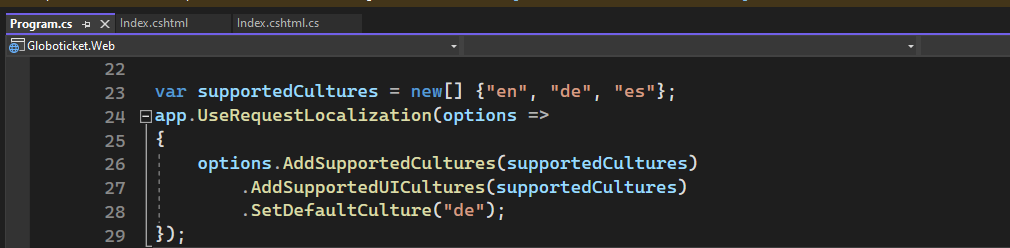 Program.cs Index.cshtml Index.cshtml.cs
Globoticket.Web
22
23 var supportedCultures = new[] {"en", "de", "es"};
24 app.UseRequestLocalization(options =>
25 {
26     options.AddSupportedCultures(supportedCultures)
27         .AddSupportedUICultures(supportedCultures)
28         .SetDefaultCulture("de");
29 });